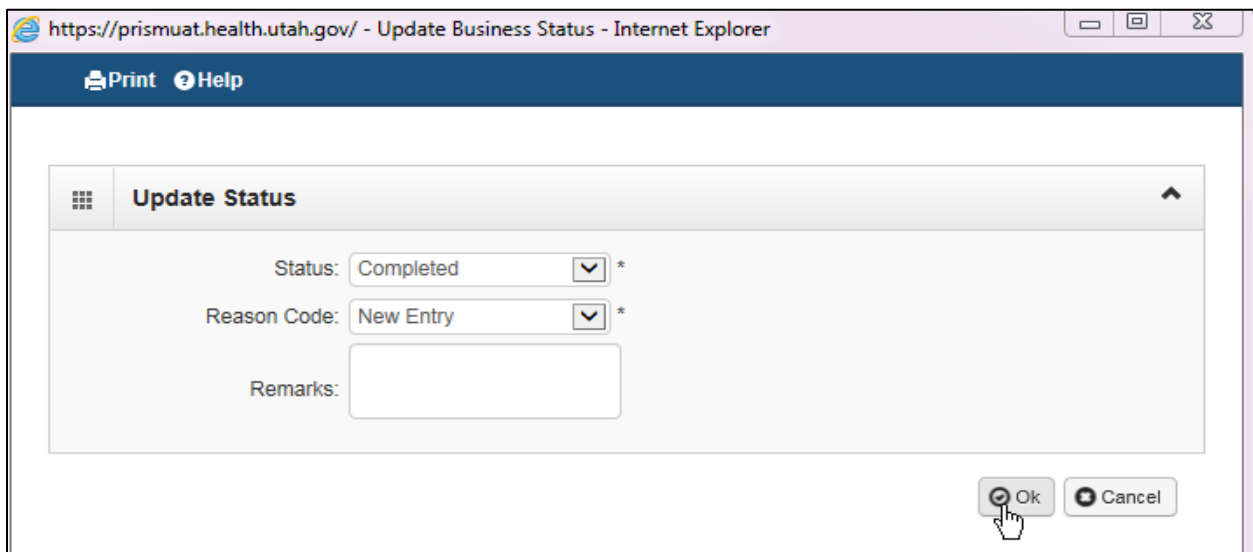 https://prismuat.health.utah.gov/ - Update Business Status - Internet Explorer
Print Help
Update Status
Status: Completed *
Reason Code: New Entry *
Remarks:
Ok Cancel